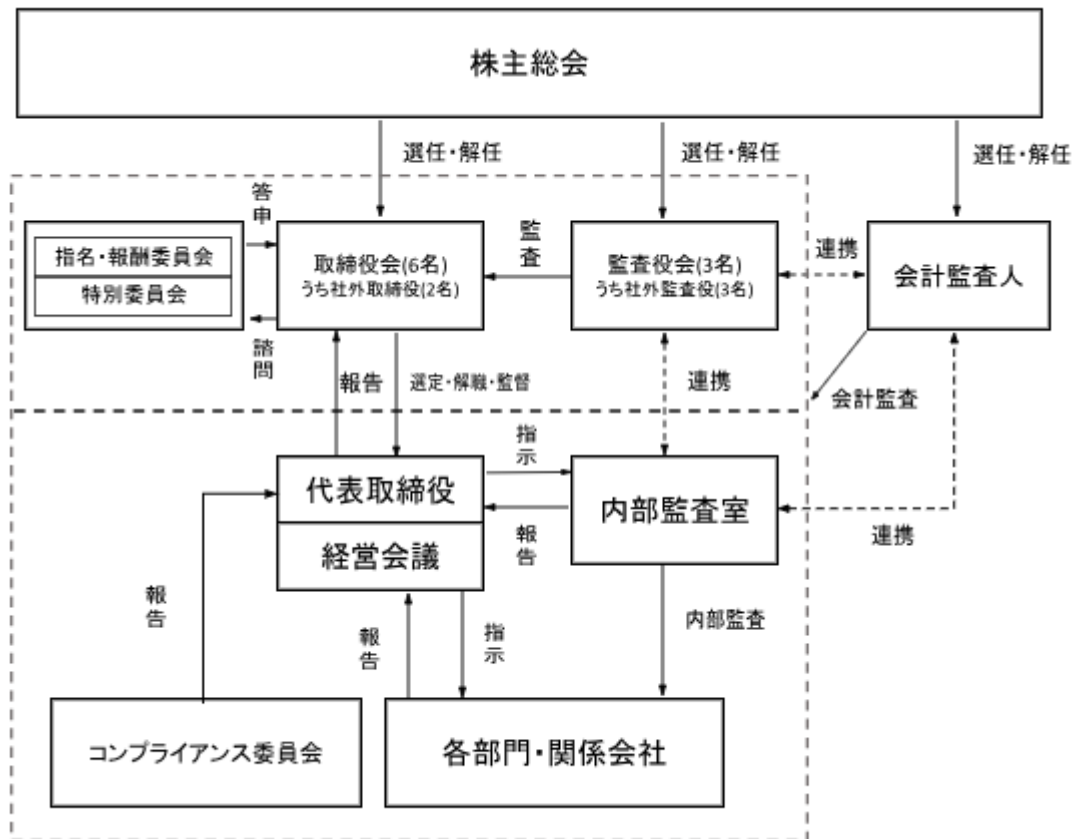 株主総会
選任・解任
選任・解任
選任・解任
答申
指名・報酬委員会
特別委員会
諮問
取締役会(6名)
うち社外取締役(2名)
監査
監査役会(3名)
うち社外監査役(3名)
連携
会計監査人
報告
選定・解職・監督
連携
会計監査
指示
代表取締役
経営会議
報告
内部監査室
連携
報告
報告
指示
内部監査
コンプライアンス委員会
各部門・関係会社